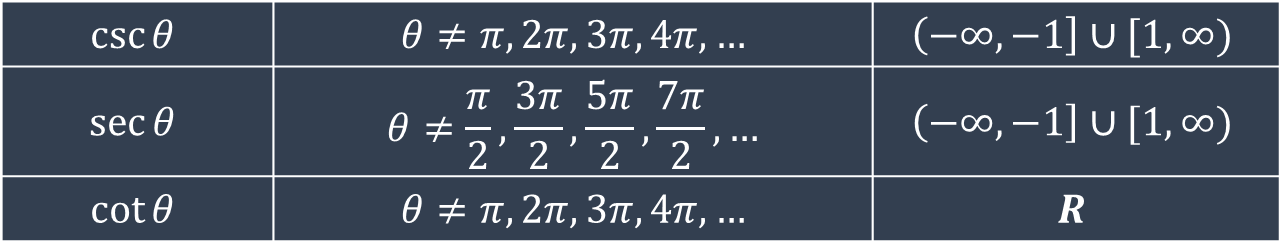 csc θ θ ≠ π, 2π, 3π, 4π, … (−∞, −1] ∪ [1, ∞)
sec θ θ ≠ π/2, 3π/2, 5π/2, 7π/2, … (−∞, −1] ∪ [1, ∞)
cot θ θ ≠ π, 2π, 3π, 4π, … R